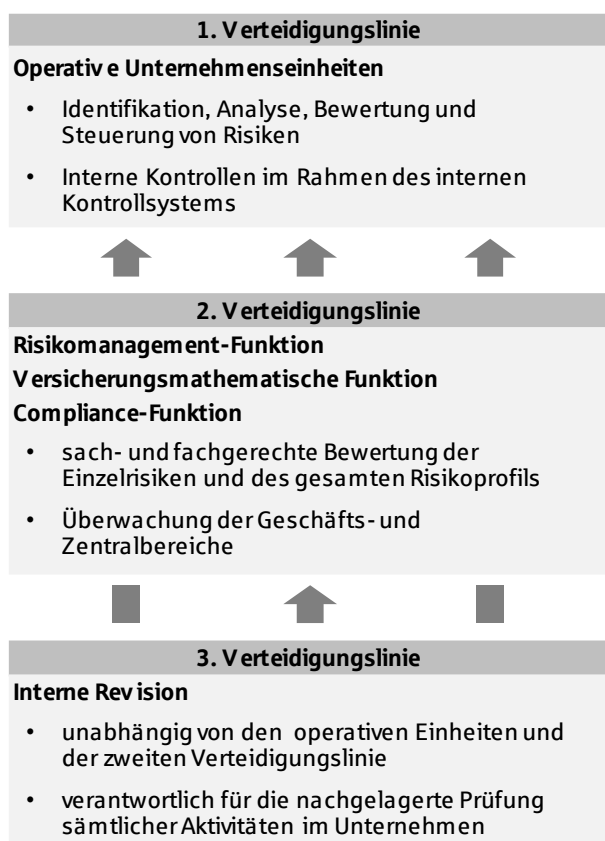 1. Verteidigungslinie
Operative Unternehmenseinheiten
• Identifikation, Analyse, Bewertung und
Steuerung von Risiken
• Interne Kontrollen im Rahmen des internen
Kontrollsystems
2. Verteidigungslinie
Risikomanagement-Funktion
Versicherungsmathematische Funktion
Compliance-Funktion
• sach- und fachgerechte Bewertung der
Einzelrisiken und des gesamten Risikoprofils
• Überwachung der Geschäfts- und
Zentralbereiche
3. Verteidigungslinie
Interne Revision
• unabhängig von den operativen Einheiten und
der zweiten Verteidigungslinie
• verantwortlich für die nachgelagerte Prüfung
sämtlicher Aktivitäten im Unternehmen